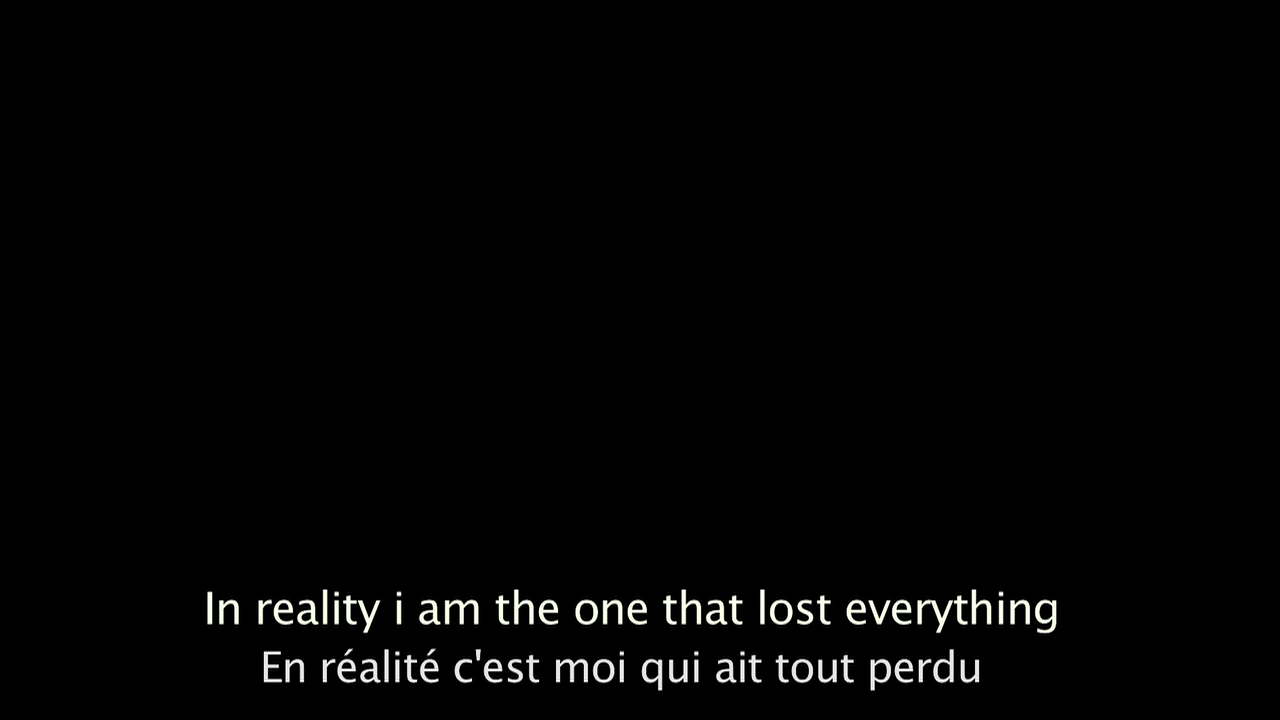 In reality i am the one that lost everything
En réalité c'est moi qui ait tout perdu